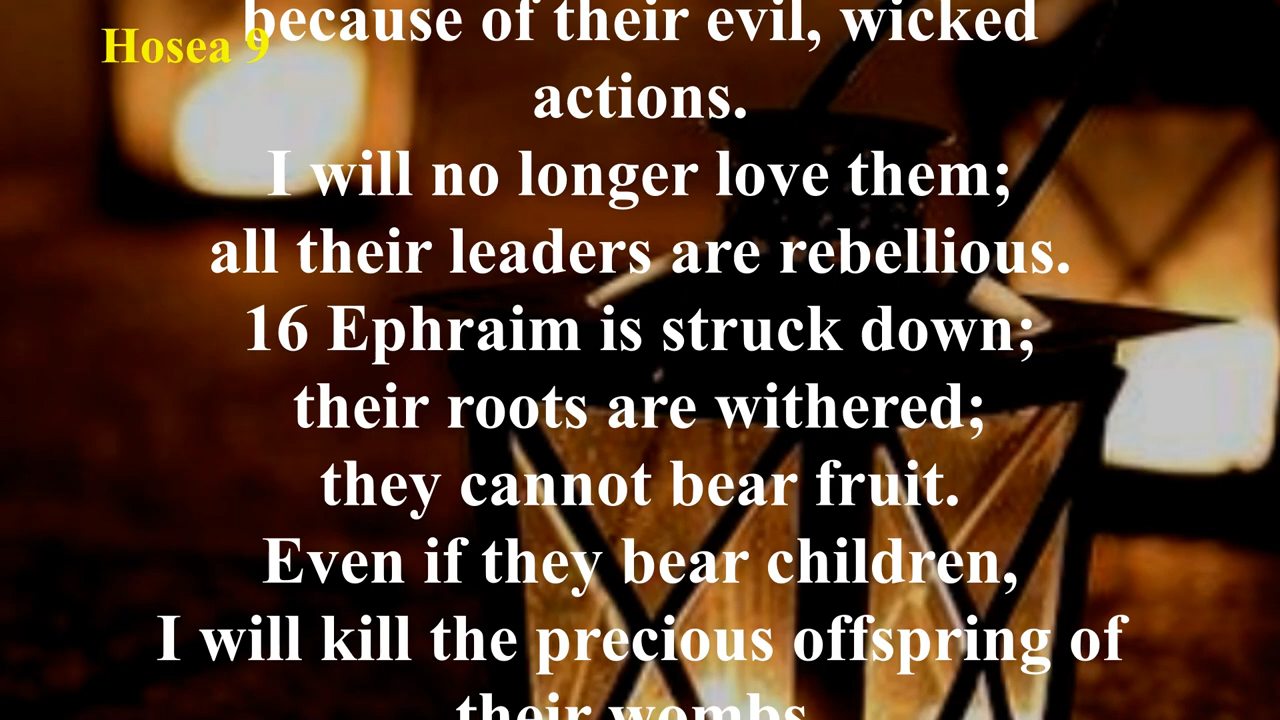 Hosea 9
because of their evil, wicked
actions.
I will no longer love them;
all their leaders are rebellious.
16 Ephraim is struck down;
their roots are withered;
they cannot bear fruit.
Even if they bear children,
I will kill the precious offspring of
their wombs.